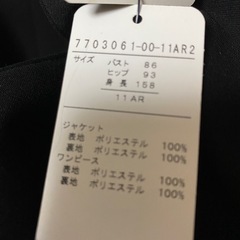 7703061-00-11AR2
サイズ バスト 86
ヒップ 93
身長 158
11AR
ジャケット
表地 ポリエステル 100%
裏地 ポリエステル 100%
ワンピース
表地 ポリエステル 100%
裏地 ポリエステル 100%